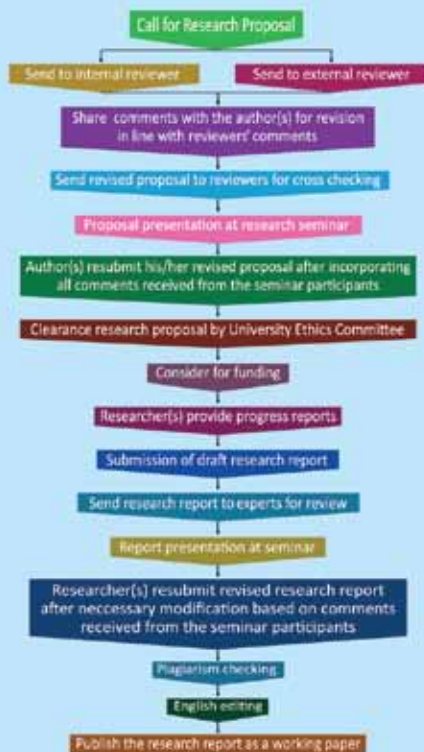 Call for Research Proposal
Send to internal reviewer
Send to external reviewer
Share comments with the author(s) for revision
in line with reviewers' comments
Send revised proposal to reviewers for cross checking
Proposal presentation at research seminar
Author(s) resubmit his/her revised proposal after incorporating
all comments received from the seminar participants
Clearance research proposal by University Ethics Committee
Consider for funding
Researcher(s) provide progress reports
Submission of draft research report
Send research report to experts for review
Report presentation at seminar
Researcher(s) resubmit revised research report
after neccessary modification based on comments
received from the seminar participants
Plagiarism checking
English editing
Publish the research report as a working paper